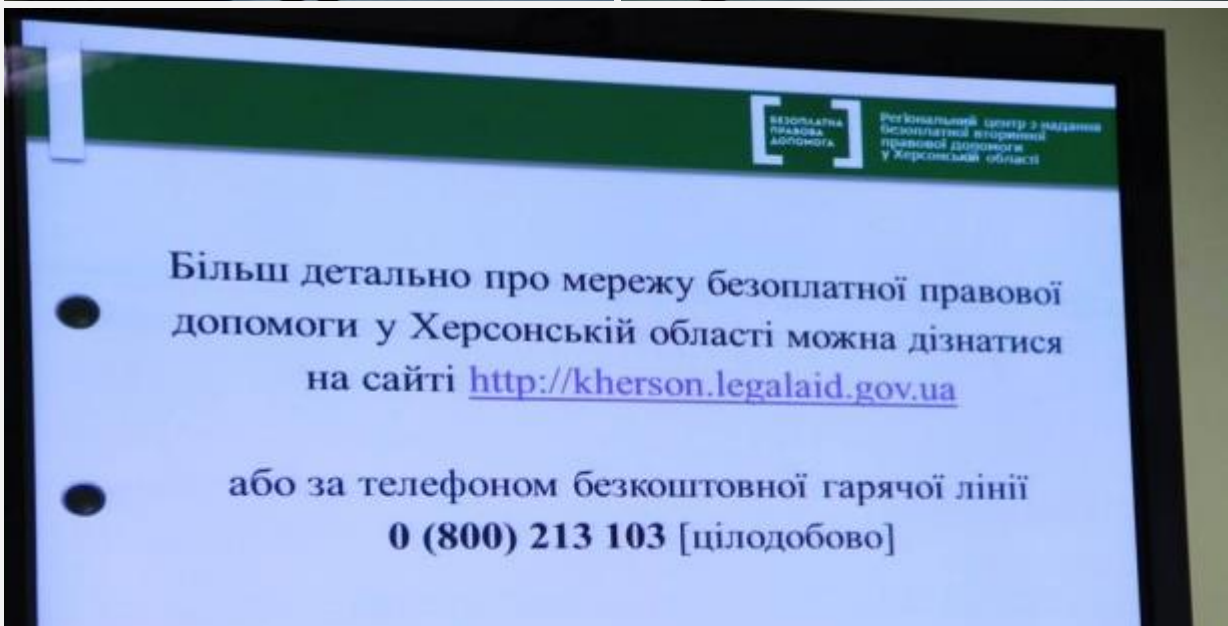 БЕЗОПЛАТНА
ПРАВОВА
ДОПОМОГА
Регіональний центр з надання
безоплатної вторинної
правової допомоги
у Херсонській області
Більш детально про мережу безоплатної правової
допомоги у Херсонській області можна дізнатися
на сайті http://kherson.legalaid.gov.ua
або за телефоном безкоштовної гарячої лінії
0 (800) 213 103 [цілодобово]